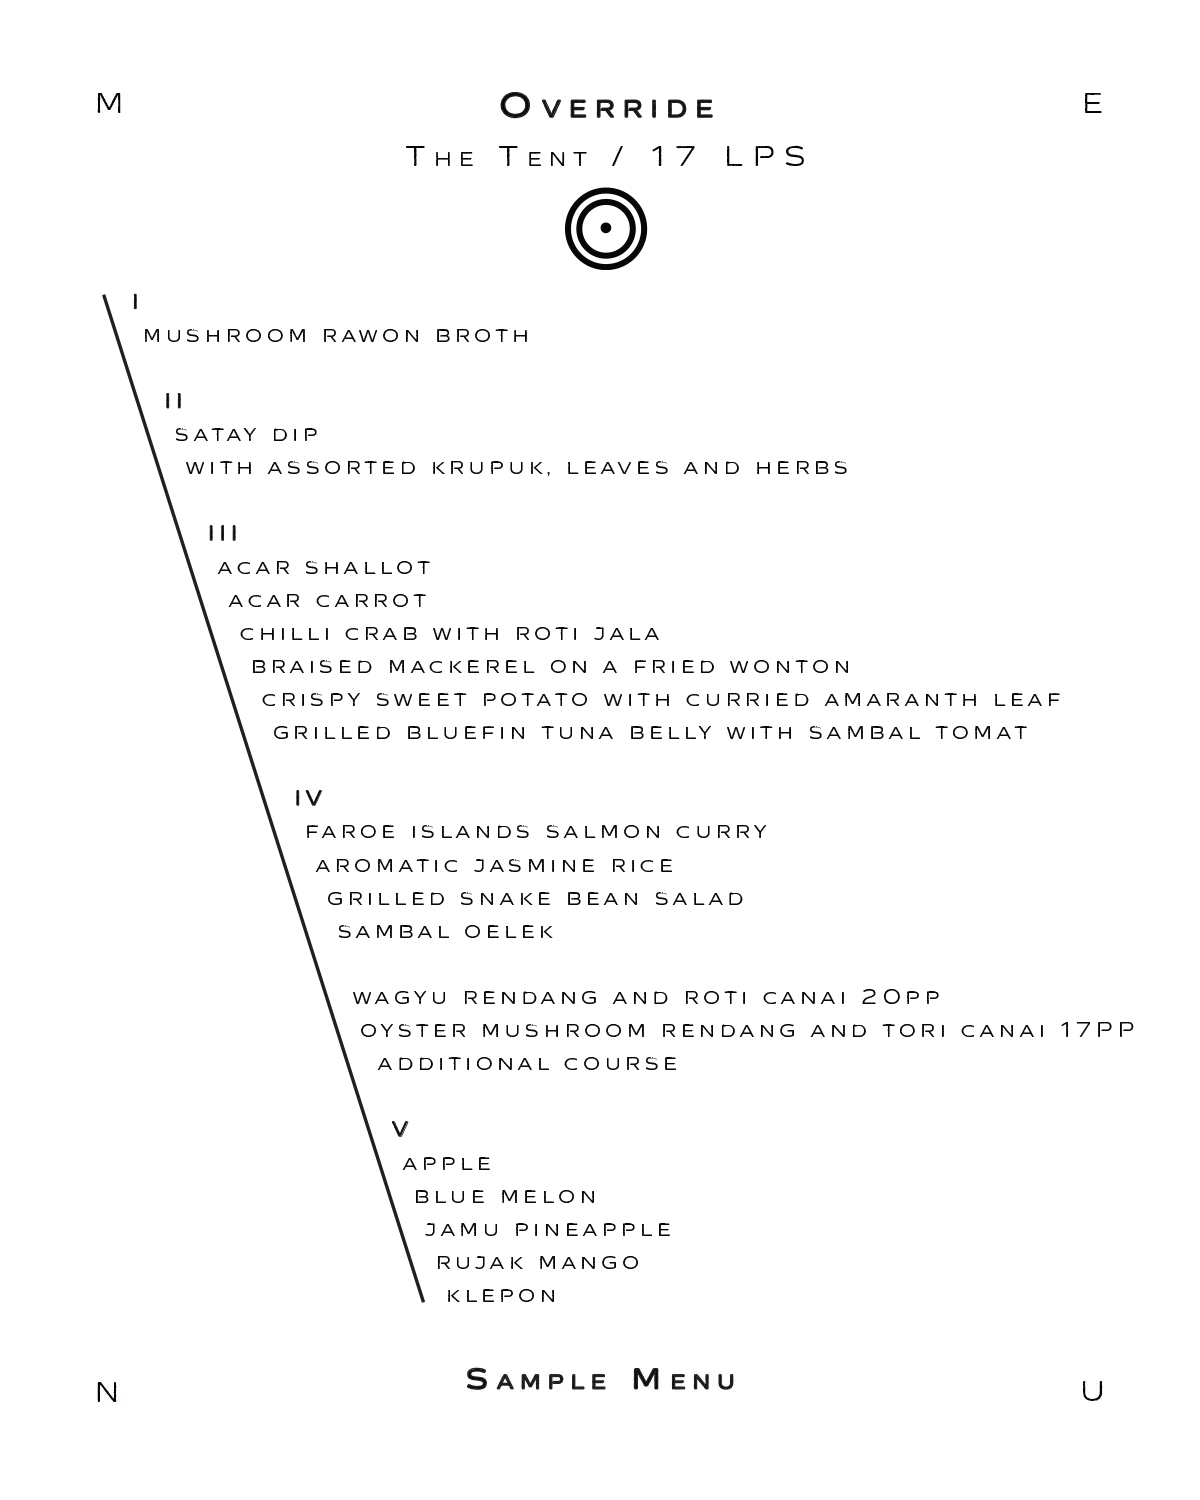 M
E
Override
The Tent / 17 LPS
I
MUSHROOM RAWON BROTH
II
SATAY DIP
WITH ASSORTED KRUPUK, LEAVES AND HERBS
III
ACAR SHALLOT
ACAR CARROT
CHILLI CRAB WITH ROTI JALA
BRAISED MACKEREL ON A FRIED WONTON
CRISPY SWEET POTATO WITH CURRIED AMARANTH LEAF
GRILLED BLUEFIN TUNA BELLY WITH SAMBAL TOMAT
IV
FAROE ISLANDS SALMON CURRY
AROMATIC JASMINE RICE
GRILLED SNAKE BEAN SALAD
SAMBAL OELEK
WAGYU RENDANG AND ROTI CANAI 20PP
OYSTER MUSHROOM RENDANG AND TORI CANAI 17PP
ADDITIONAL COURSE
V
APPLE
BLUE MELON
JAMU PINEAPPLE
RUJAK MANGO
KLEPON
Sample Menu
N
U